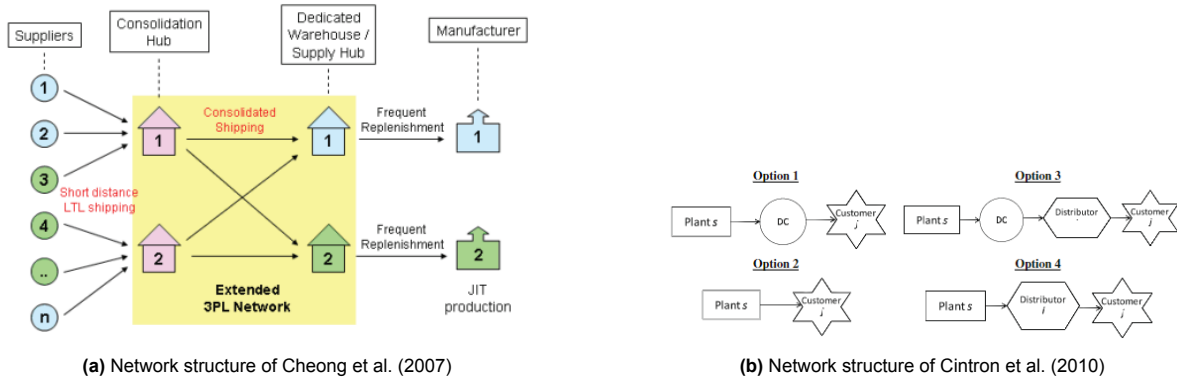 Suppliers
Consolidation
Hub
Dedicated
Warehouse /
Supply Hub
Manufacturer
1
2
3
4
..
n
Short distance
LTL shipping
1
2
Consolidated
Shipping
Extended
3PL Network
1
2
Frequent
Replenishment
Frequent
Replenishment
1
2
JIT
production
(a) Network structure of Cheong et al. (2007)
Option 1
Plant s
DC
Customer
j
Option 3
Plant s
DC
Distributor
Customer
j
Option 2
Plant s
Customer
j
Option 4
Plant s
Distributor
i
Customer
j
(b) Network structure of Cintron et al. (2010)